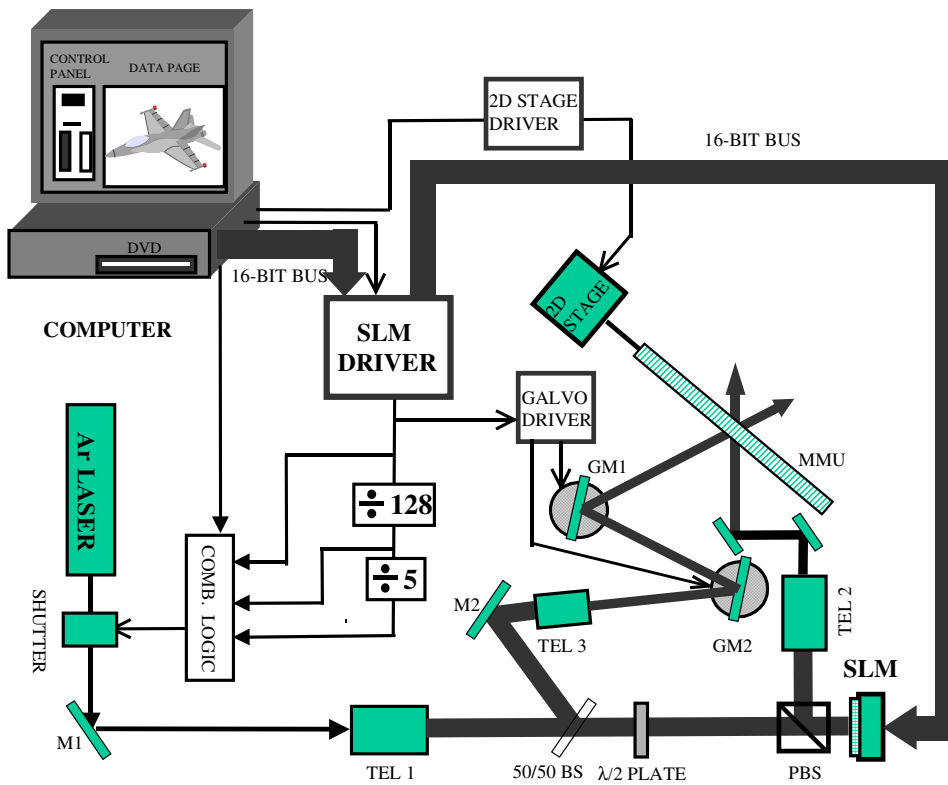 CONTROL
PANEL
DATA PAGE
2D STAGE
DRIVER
16-BIT BUS
DVD
16-BIT BUS
2D
STAGE
COMPUTER
SLM
DRIVER
GALVO
DRIVER
Ar LASER
GM1
MMU
÷ 128
÷ 5
COMB. LOGIC
SHUTTER
M2
TEL 3
GM2
TEL 2
SLM
M1
TEL 1
50/50 BS
λ/2 PLATE
PBS